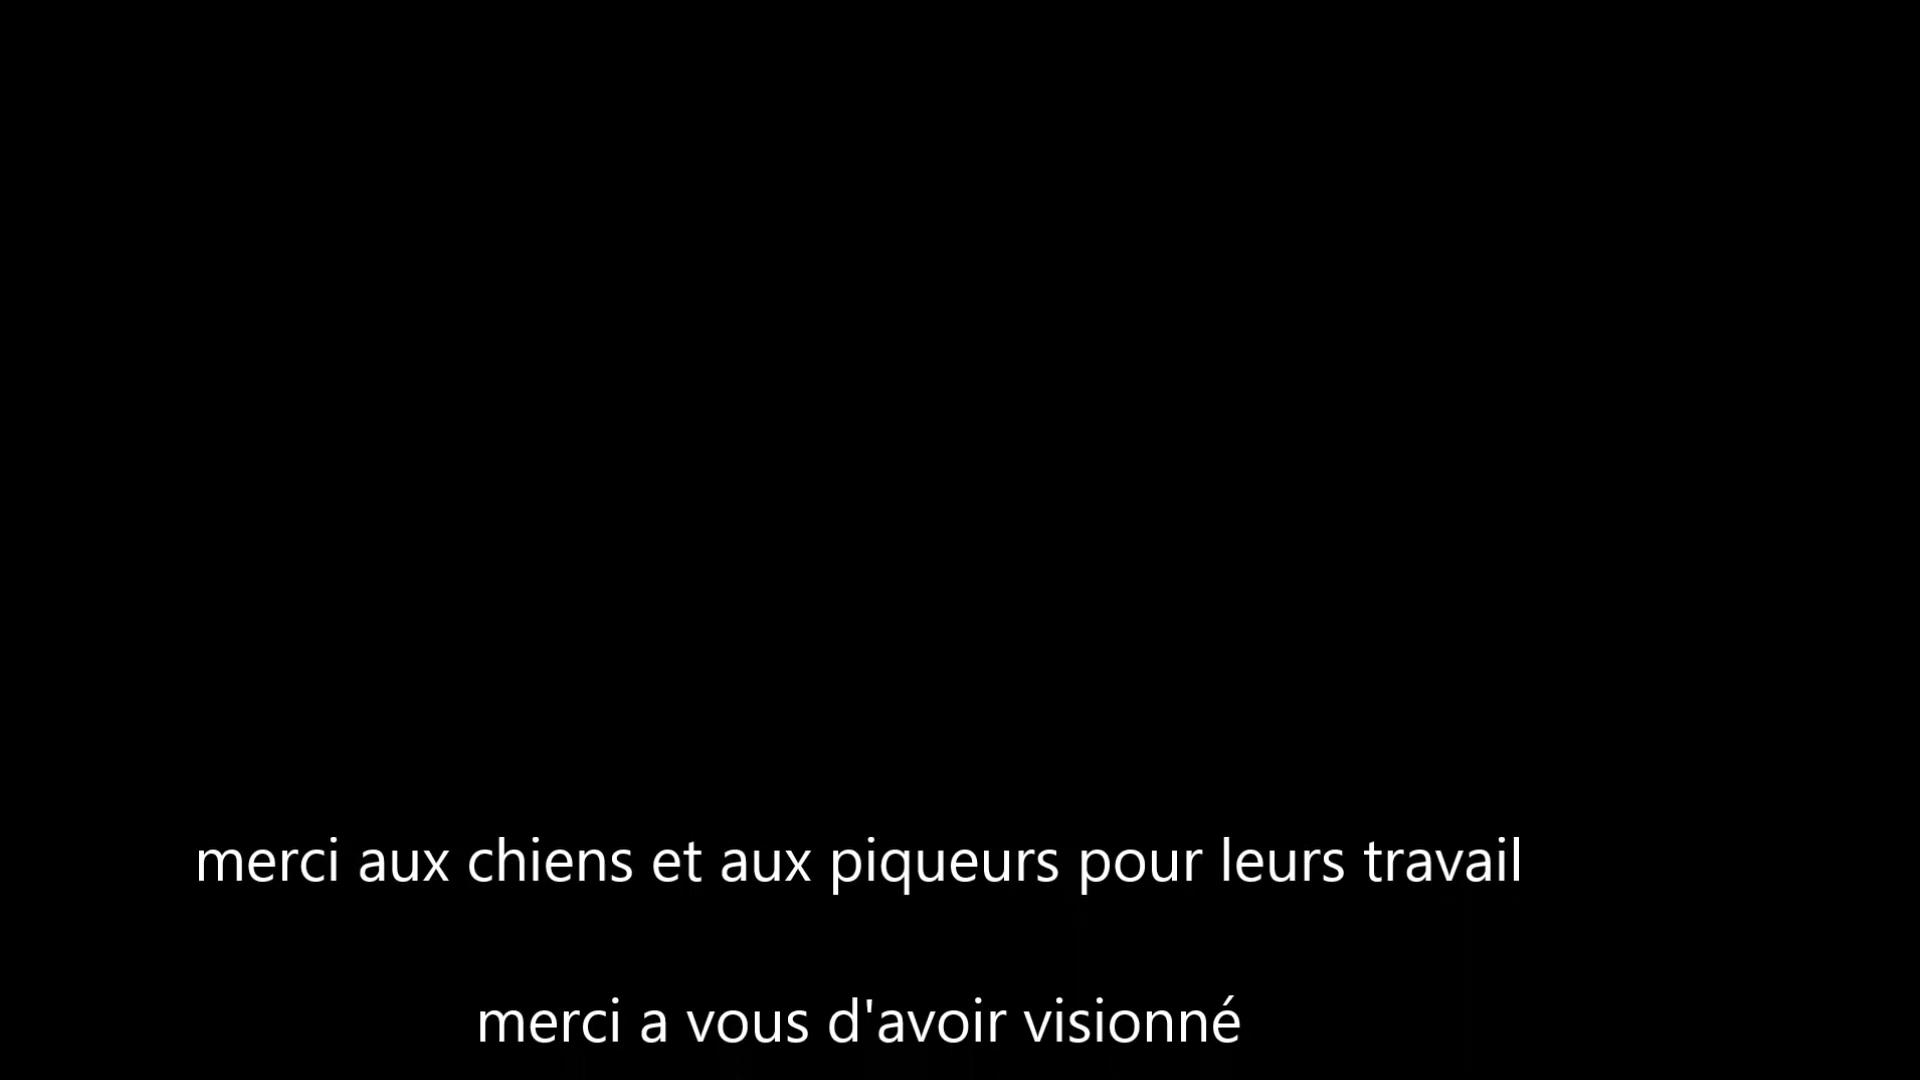 merci aux chiens et aux piqueurs pour leurs travail
merci a vous d'avoir visionné